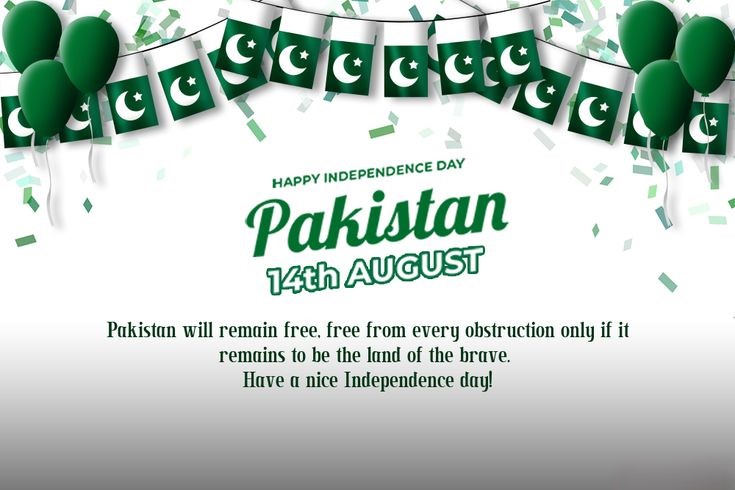 HAPPY INDEPENDENCE DAY
Pakistan
14th AUGUST
Pakistan will remain free, free from every obstruction only if it
remains to be the land of the brave.
Have a nice Independence day!